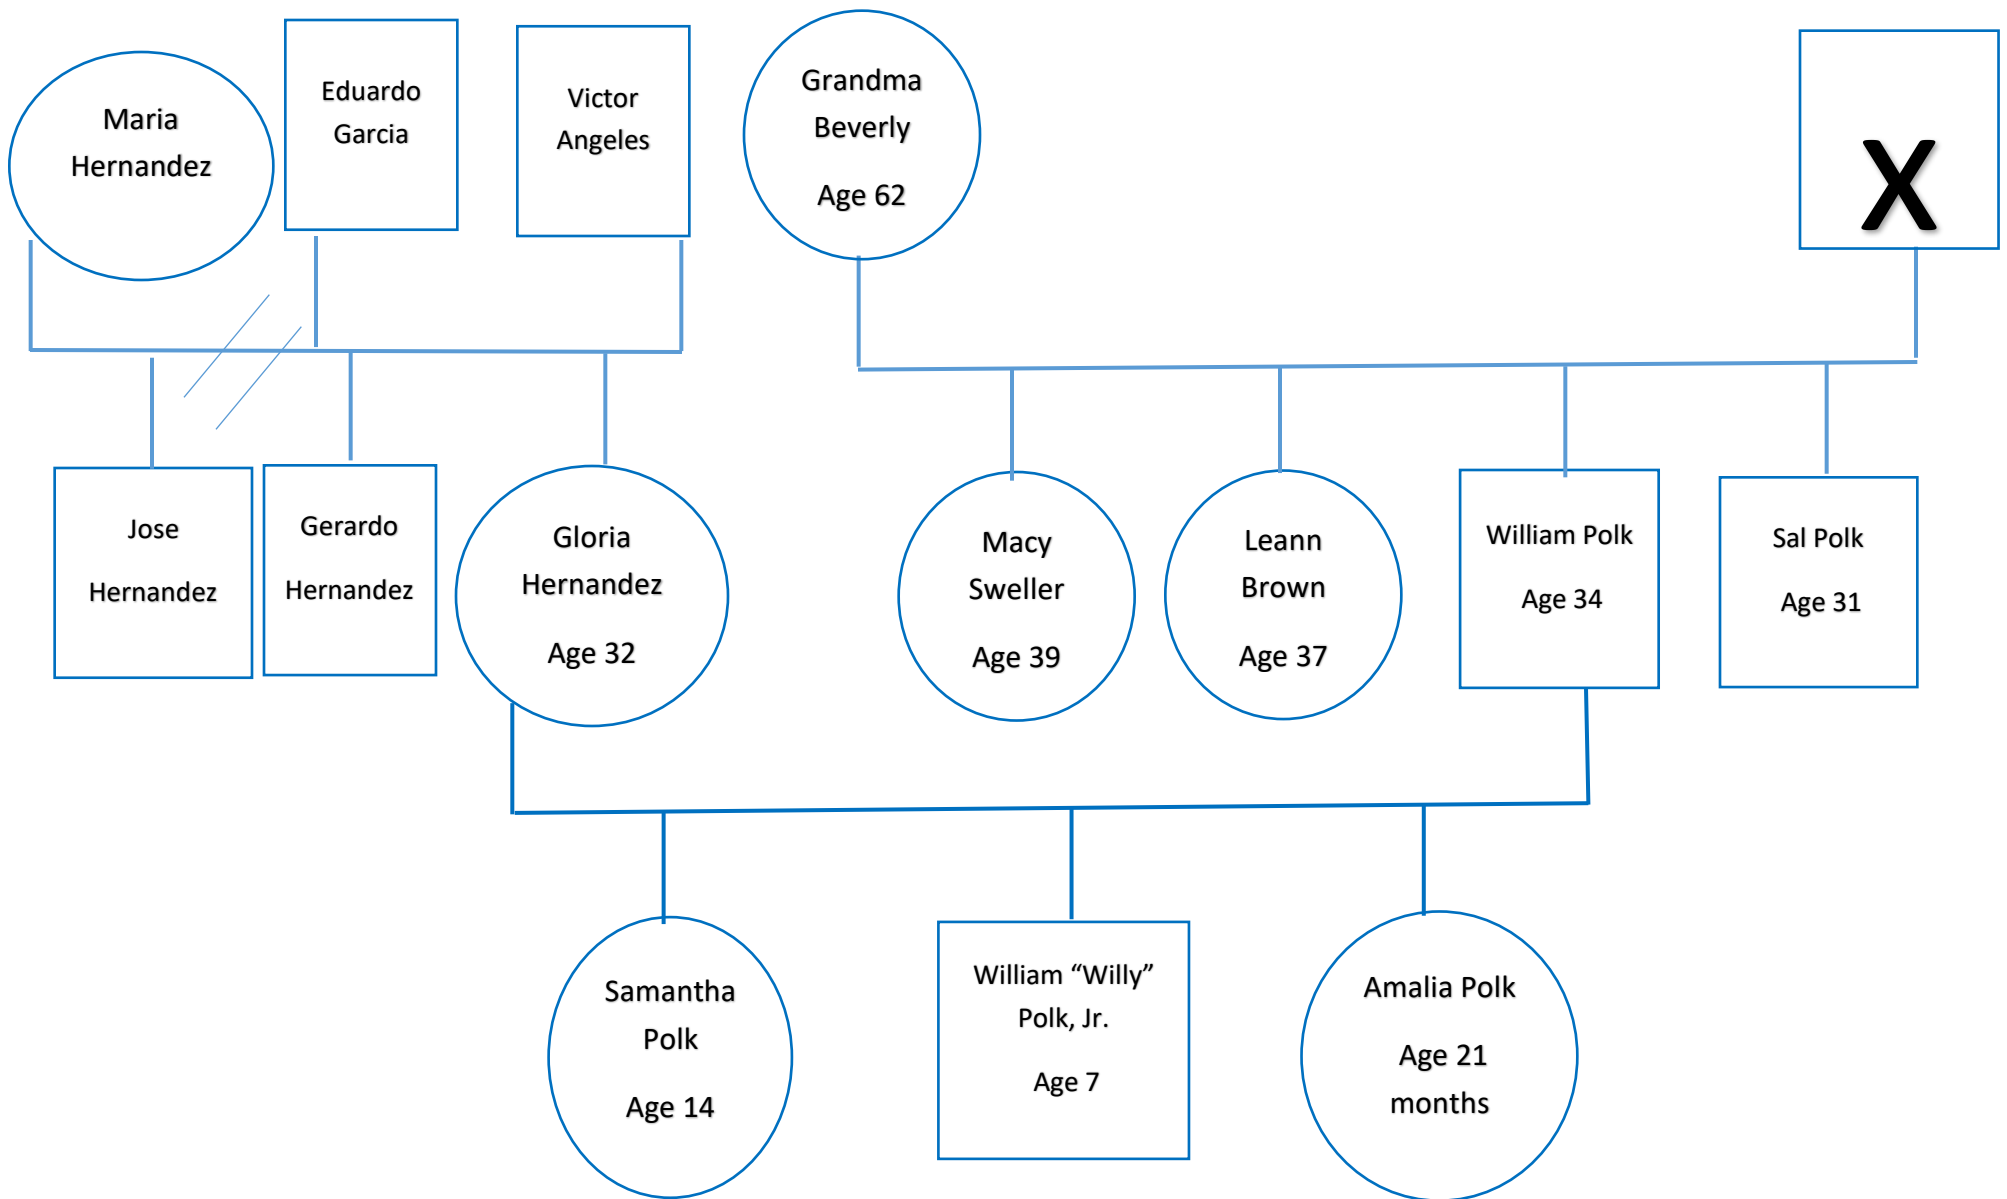 Maria
Hernandez
Eduardo
Garcia
Victor
Angeles
Grandma
Beverly
Age 62
X
Jose
Hernandez
Gerardo
Hernandez
Gloria
Hernandez
Age 32
Macy
Sweller
Age 39
Leann
Brown
Age 37
William Polk
Age 34
Sal Polk
Age 31
Samantha
Polk
Age 14
William “Willy”
Polk, Jr.
Age 7
Amalia Polk
Age 21
months